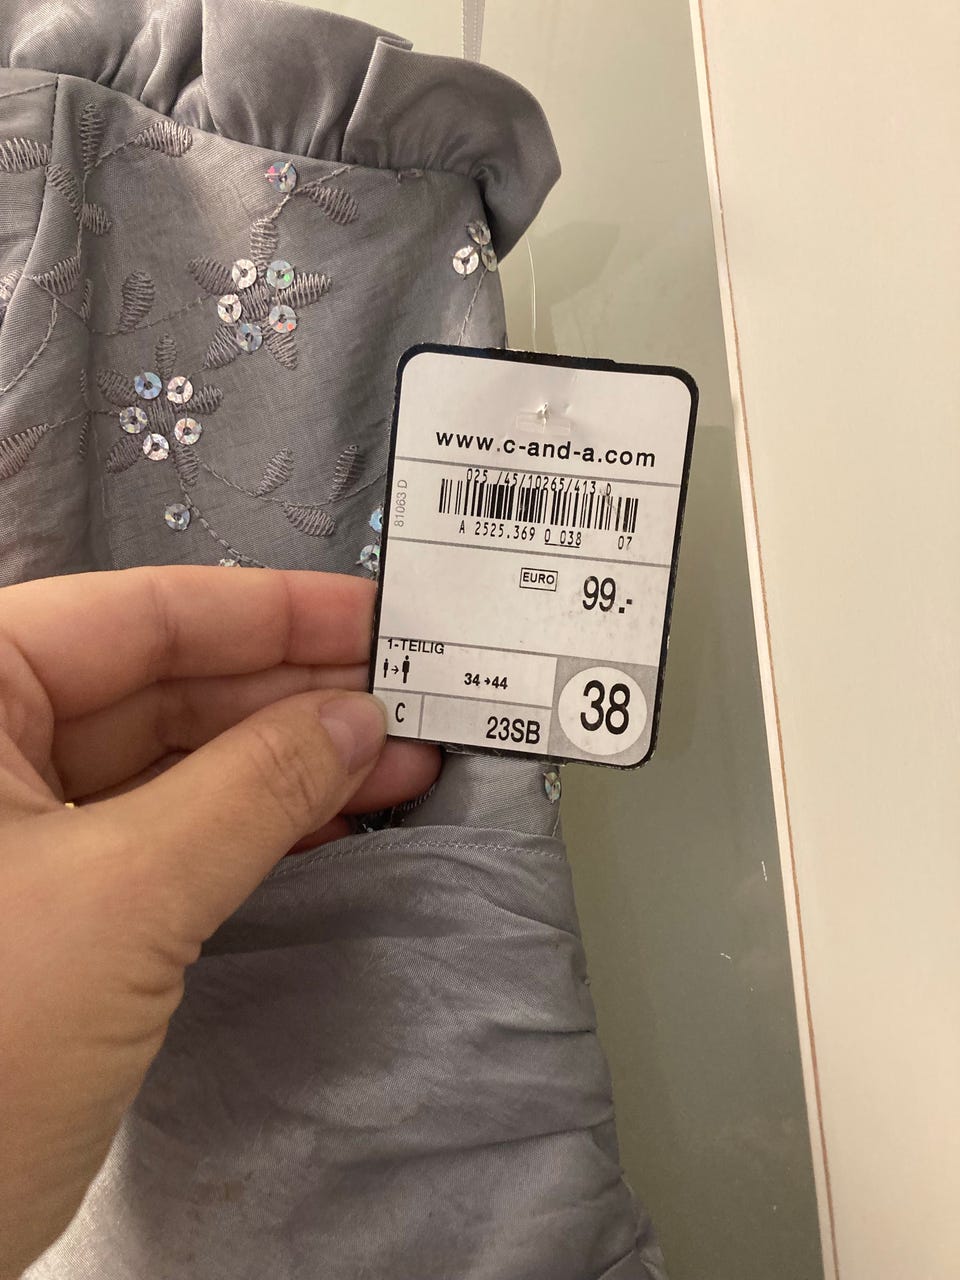 www.c-and-a.com
025 /45/10265/413 D
81063 D
A 2525.369 0 038 07
EURO 99.-
1-TEILIG
34→44
38
C 23SB